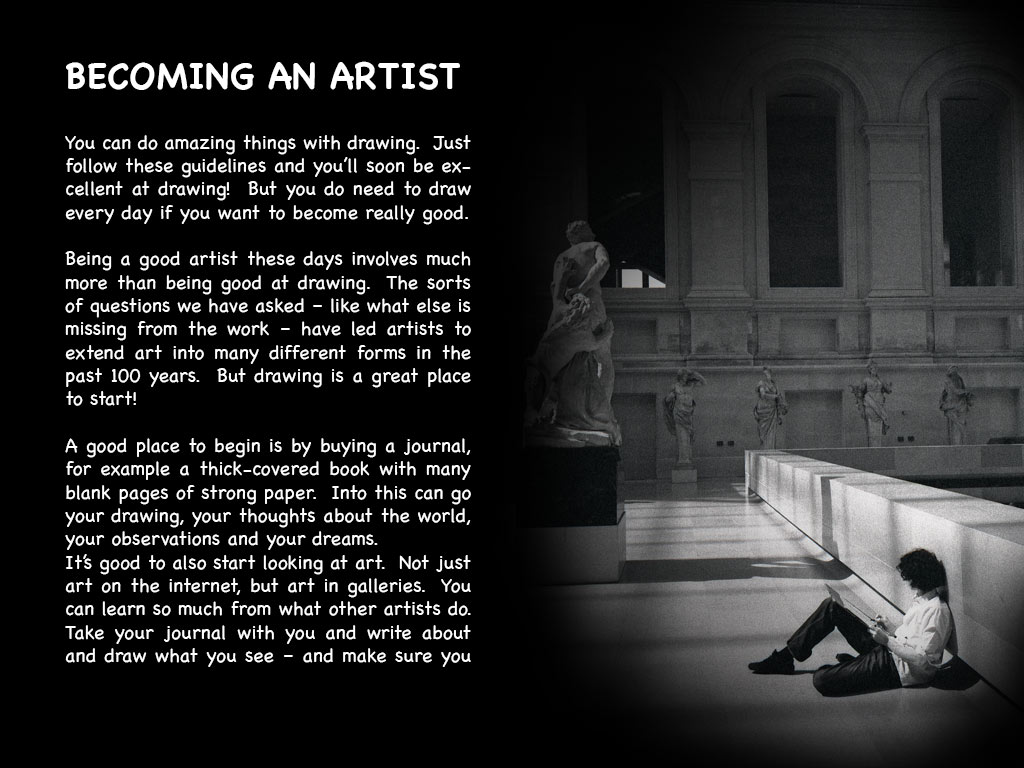 BECOMING AN ARTIST
You can do amazing things with drawing. Just
follow these guidelines and you'll soon be ex-
cellent at drawing! But you do need to draw
every day if you want to become really good.
Being a good artist these days involves much
more than being good at drawing. The sorts
of questions we have asked – like what else is
missing from the work – have led artists to
extend art into many different forms in the
past 100 years. But drawing is a great place
to start!
A good place to begin is by buying a journal,
for example a thick-covered book with many
blank pages of strong paper. Into this can go
your drawing, your thoughts about the world,
your observations and your dreams.
It's good to also start looking at art. Not just
art on the internet, but art in galleries. You
can learn so much from what other artists do.
Take your journal with you and write about
and draw what you see – and make sure you